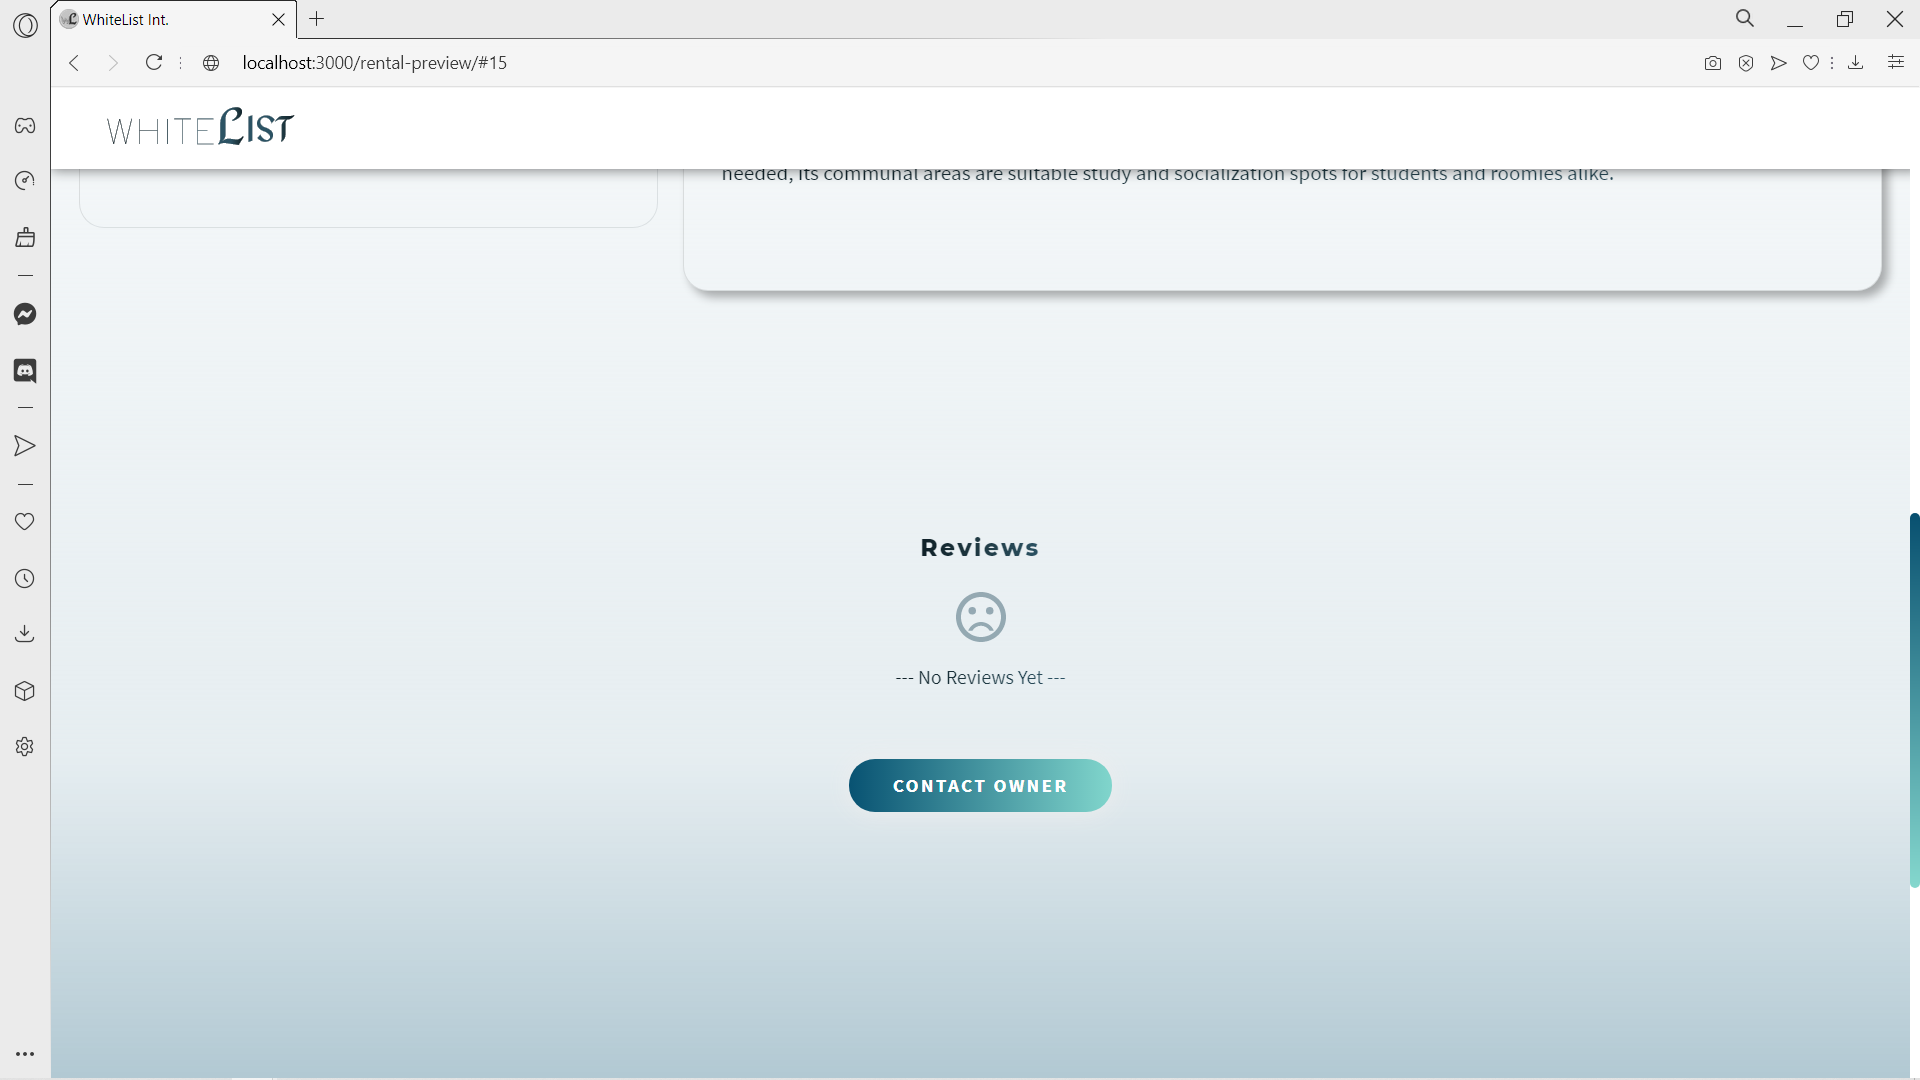 WhiteList Int.
localhost:3000/rental-preview/#15
WHITELIST
needed, its communal areas are suitable study and socialization spots for students and roomies alike.
Reviews
--- No Reviews Yet ---
CONTACT OWNER